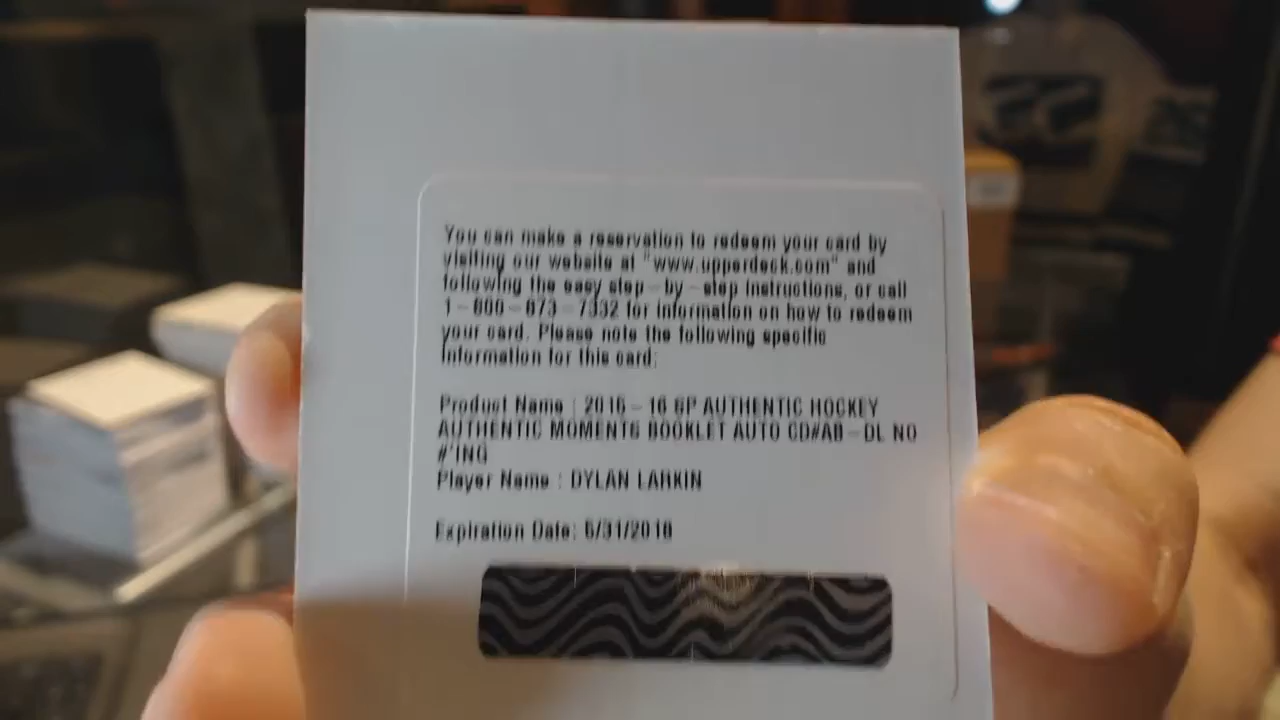 You can make a reservation to redeem your card by
visiting our website at "www.upperdeck.com" and
following the easy step - by - step instructions, or call
1 - 800 - 873 - 7332 for information on how to redeem
your card. Please note the following specific
information for this card:
Product Name : 2015 - 16 SP AUTHENTIC HOCKEY
AUTHENTIC MOMENTS BOOKLET AUTO CD#AB - DL NO
#'ING
Player Name : DYLAN LARKIN
Expiration Date: 5/31/2018